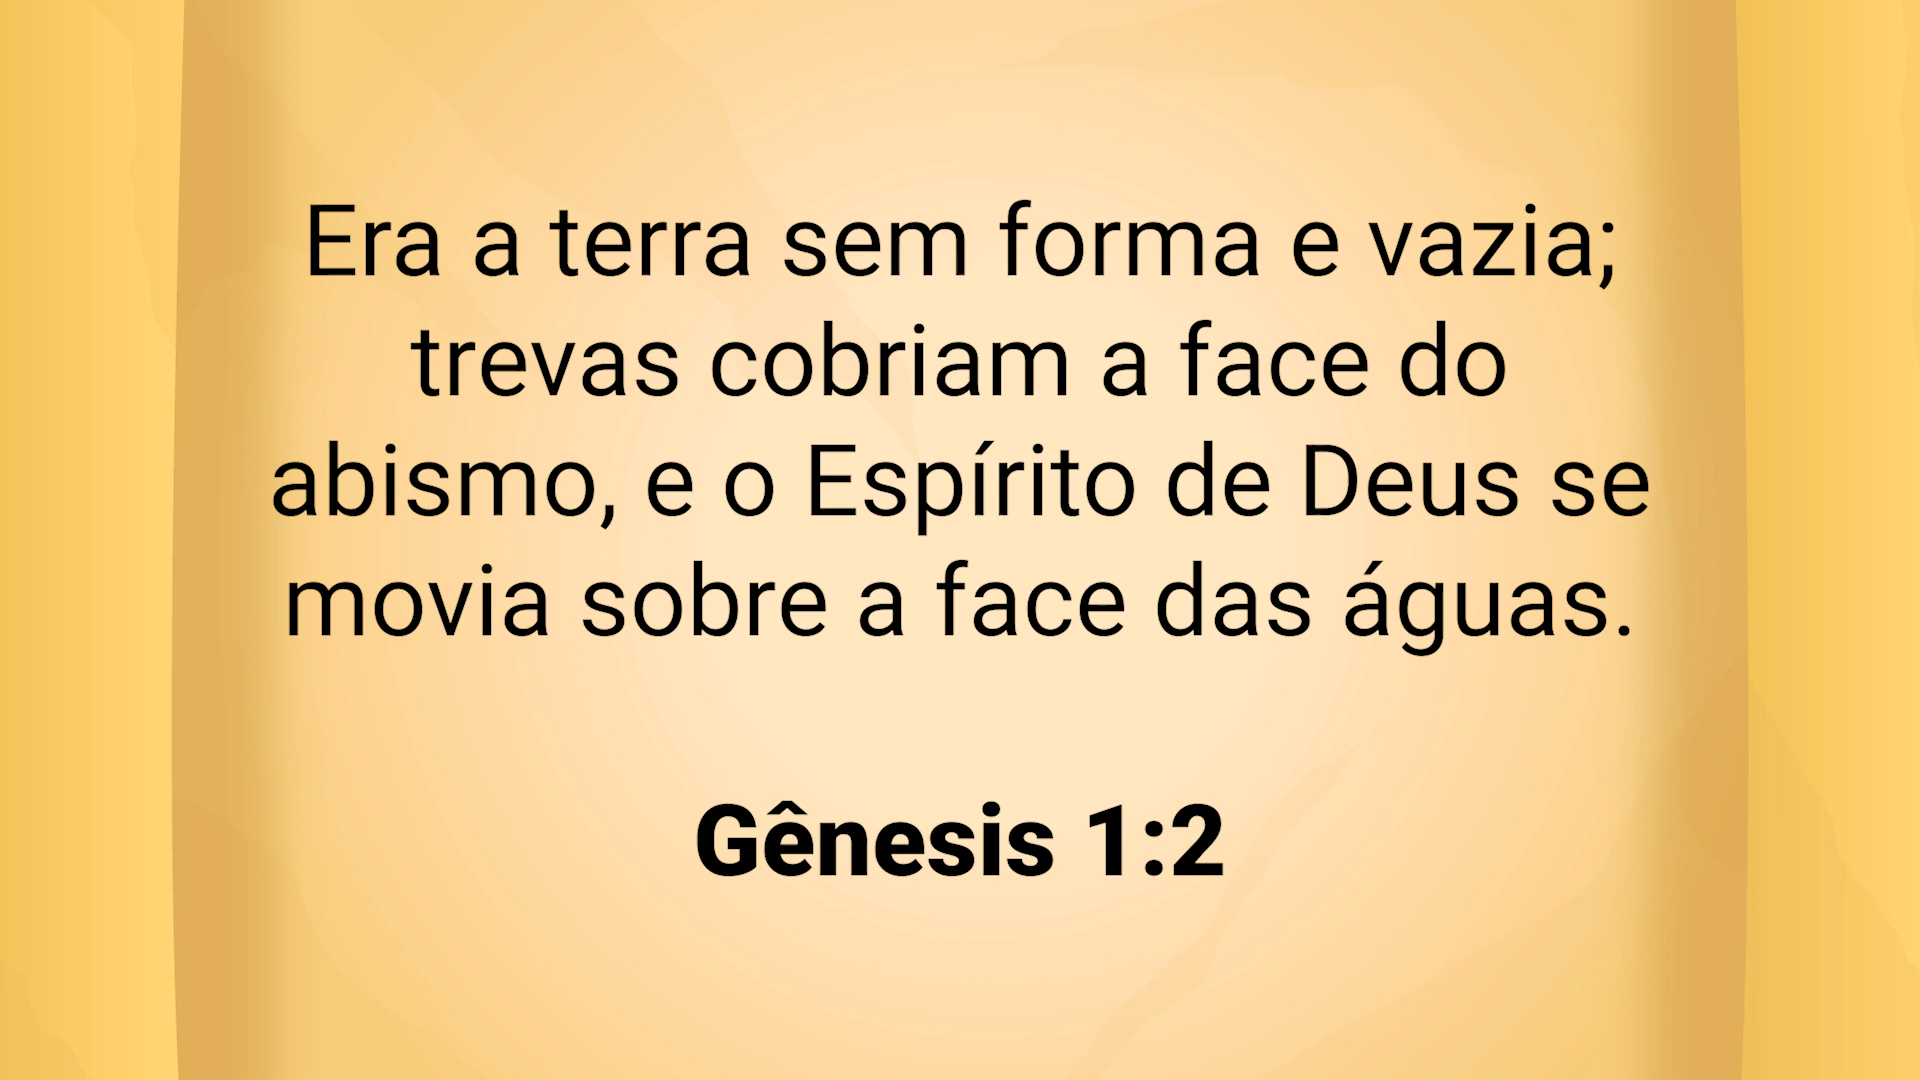 Era a terra sem forma e vazia;
trevas cobriam a face do
abismo, e o Espírito de Deus se
movia sobre a face das águas.
Gênesis 1:2